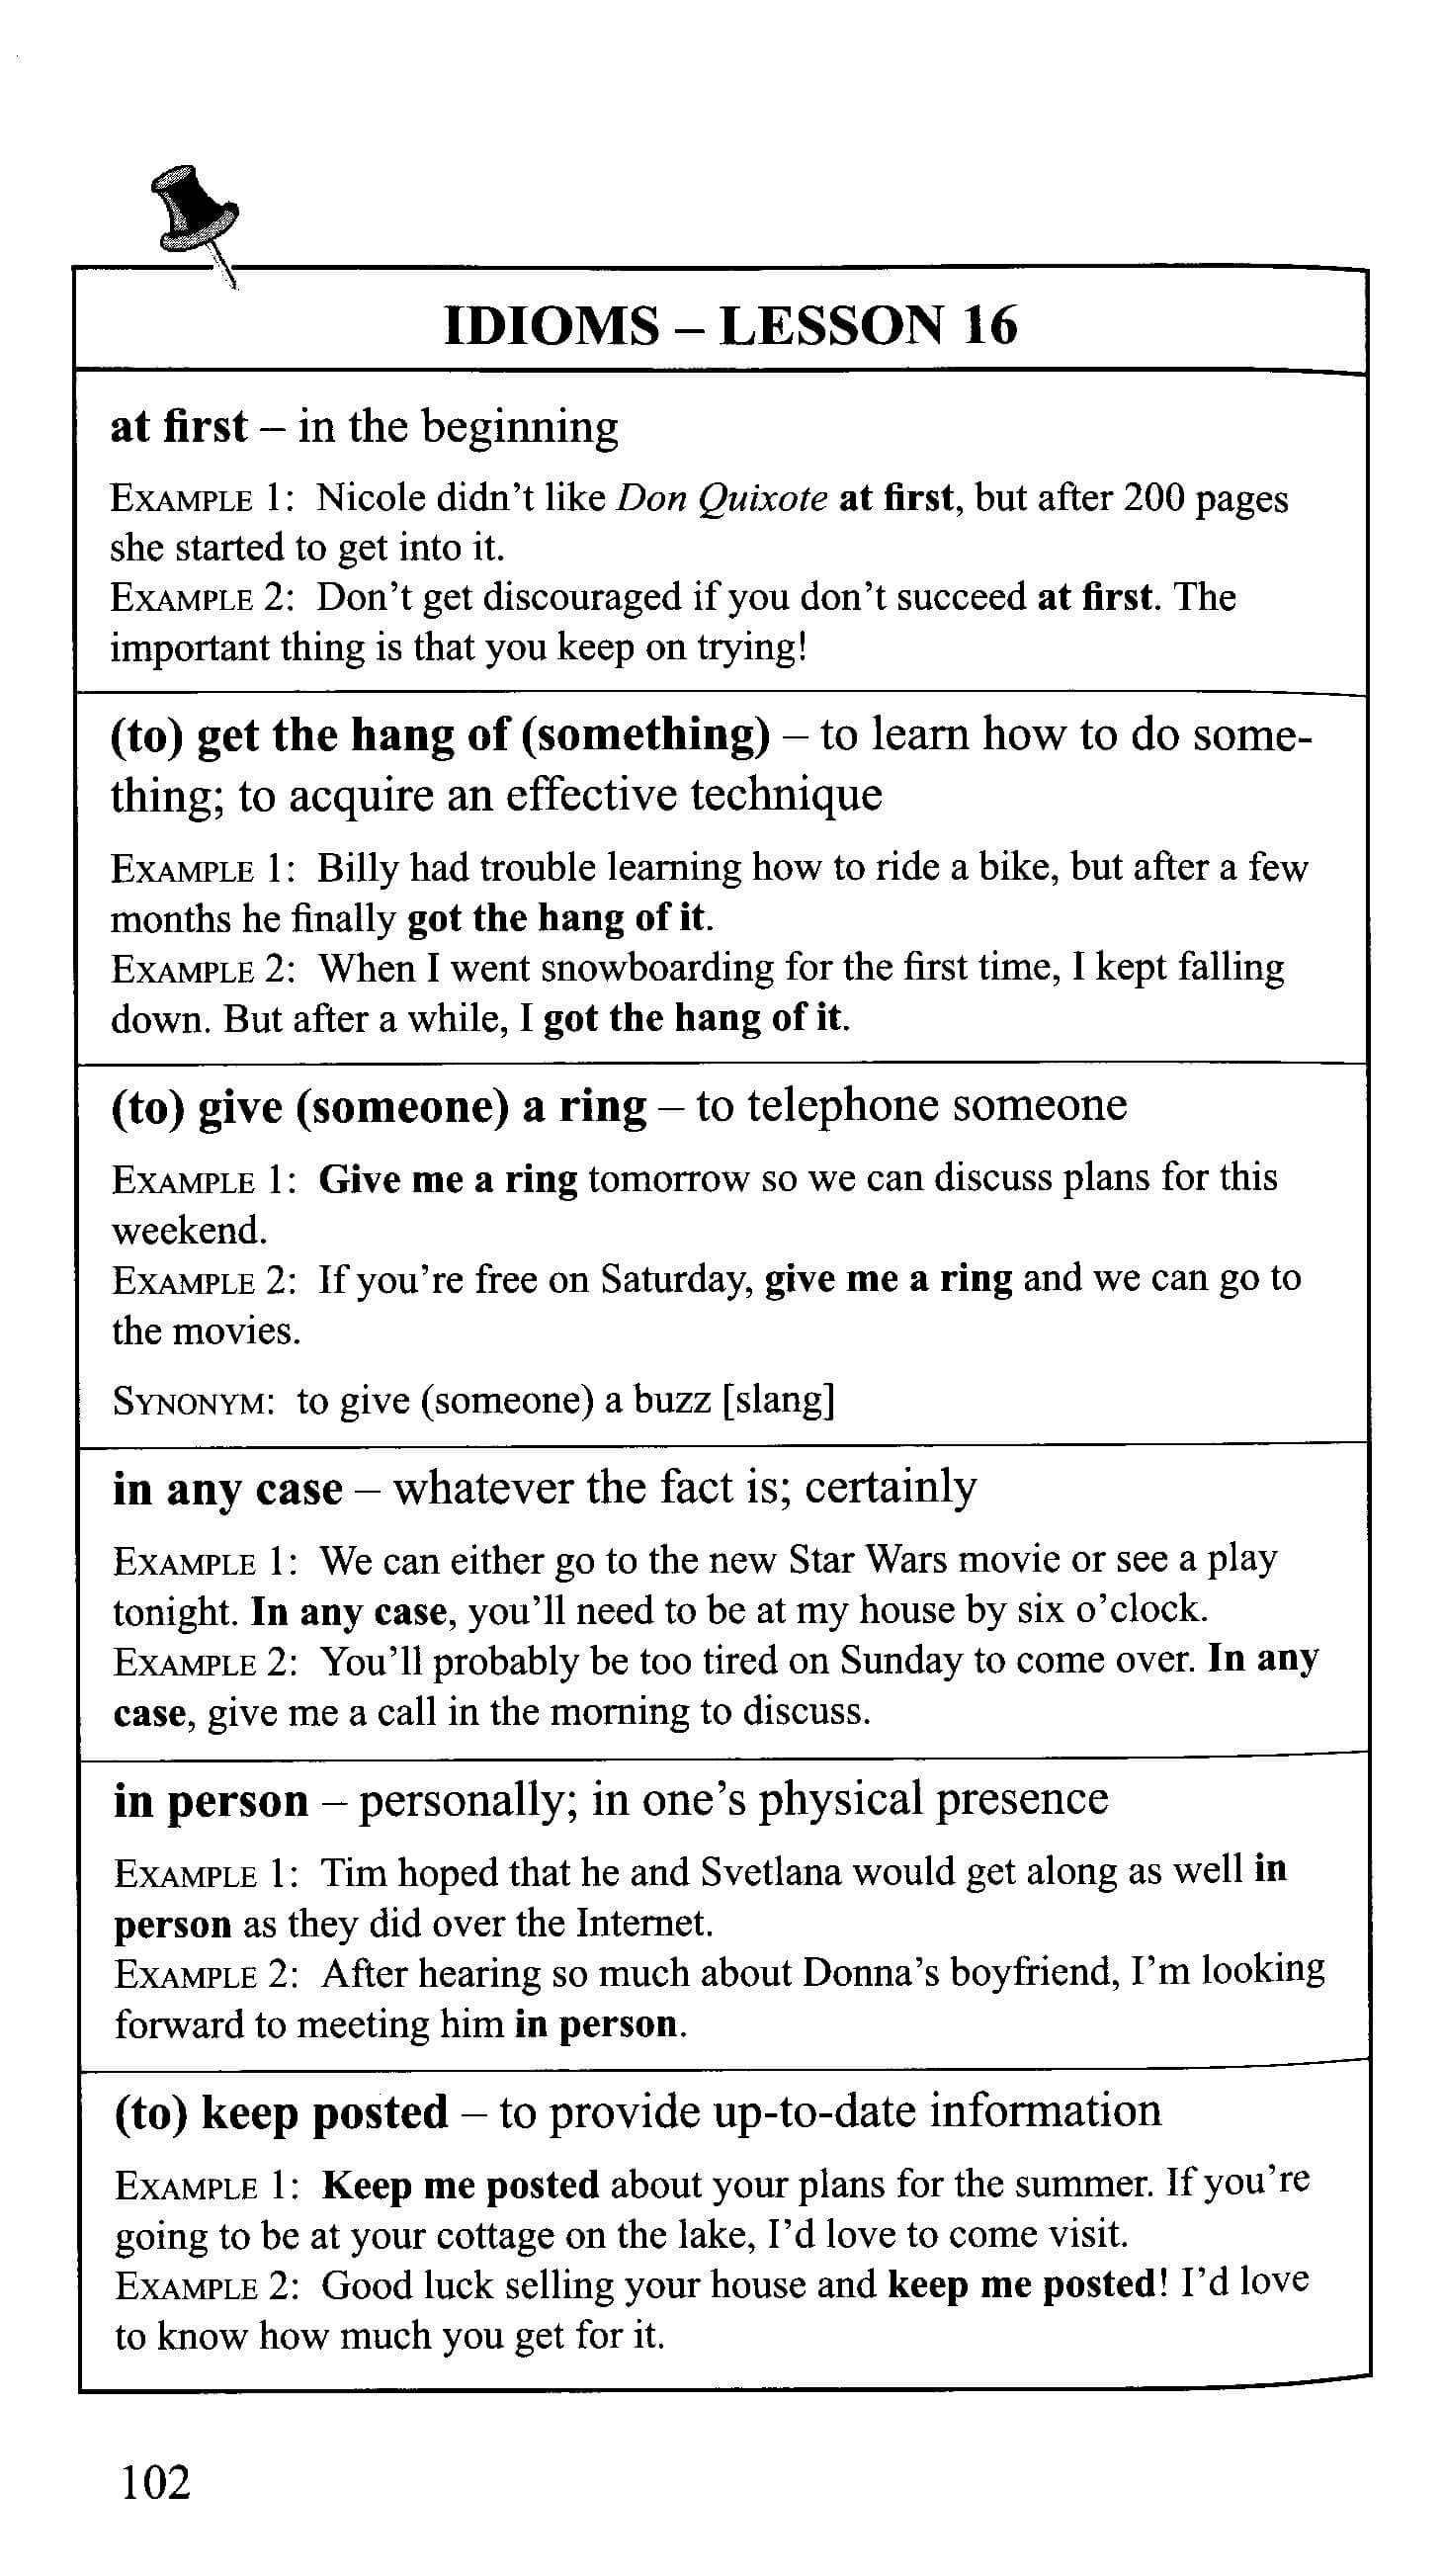 IDIOMS – LESSON 16
at first – in the beginning
EXAMPLE 1: Nicole didn't like Don Quixote at first, but after 200 pages
she started to get into it.
EXAMPLE 2: Don't get discouraged if you don't succeed at first. The
important thing is that you keep on trying!
(to) get the hang of (something) – to learn how to do some-
thing; to acquire an effective technique
EXAMPLE 1: Billy had trouble learning how to ride a bike, but after a few
months he finally got the hang of it.
EXAMPLE 2: When I went snowboarding for the first time, I kept falling
down. But after a while, I got the hang of it.
(to) give (someone) a ring – to telephone someone
EXAMPLE 1: Give me a ring tomorrow so we can discuss plans for this
weekend.
EXAMPLE 2: If you're free on Saturday, give me a ring and we can go to
the movies.
SYNONYM: to give (someone) a buzz [slang]
in any case – whatever the fact is; certainly
EXAMPLE 1: We can either go to the new Star Wars movie or see a play
tonight. In any case, you'll need to be at my house by six o'clock.
EXAMPLE 2: You'll probably be too tired on Sunday to come over. In any
case, give me a call in the morning to discuss.
in person – personally; in one's physical presence
EXAMPLE 1: Tim hoped that he and Svetlana would get along as well in
person as they did over the Internet.
EXAMPLE 2: After hearing so much about Donna's boyfriend, I'm looking
forward to meeting him in person.
(to) keep posted – to provide up-to-date information
EXAMPLE 1: Keep me posted about your plans for the summer. If you're
going to be at your cottage on the lake, I'd love to come visit.
EXAMPLE 2: Good luck selling your house and keep me posted! I'd love
to know how much you get for it.
102